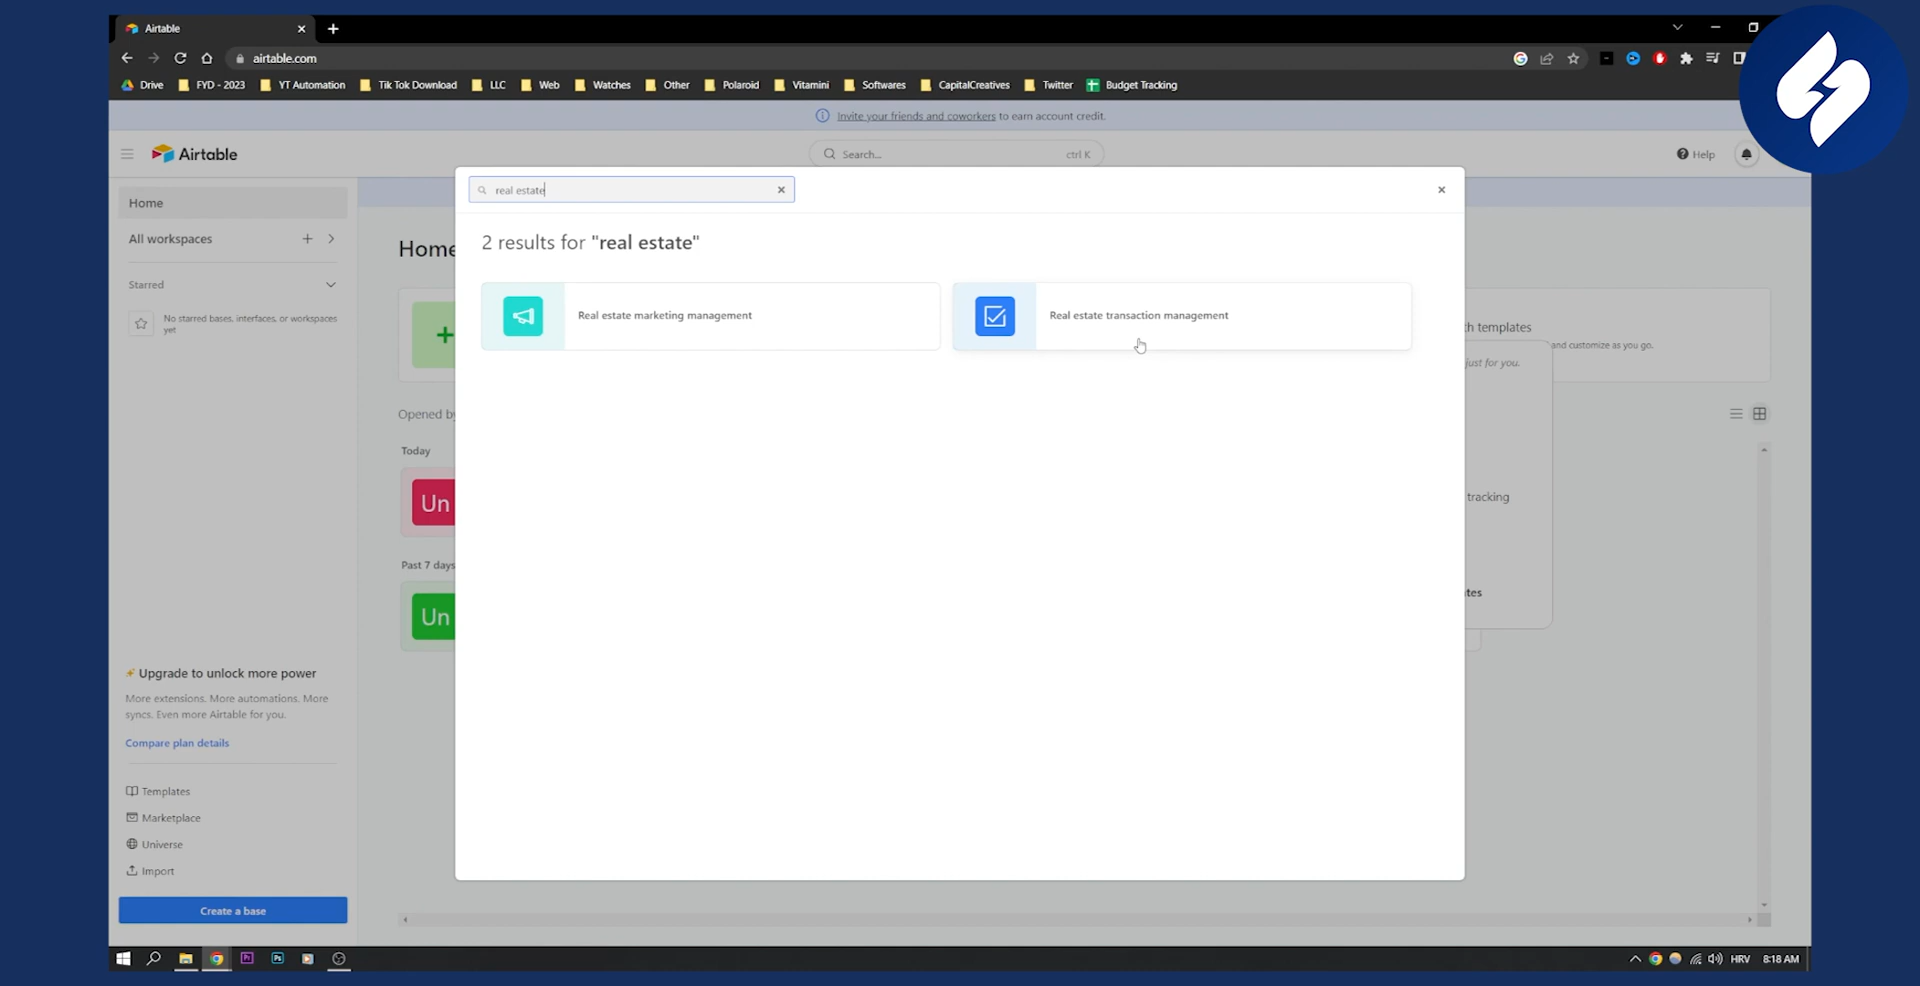 Airtable
airtable.com
Drive FYD - 2023 YT Automation Tik Tok Download LLC Web Watches Other Polaroid Vitamini Softwares CapitalCreatives Twitter Budget Tracking
Invite your friends and coworkers to earn account credit.
Airtable
Search... ctrl K
Help
real estate
Home
All workspaces
Starred
No starred bases, interfaces, or workspaces
yet
Upgrade to unlock more power
More extensions. More automations. More
syncs. Even more Airtable for you.
Compare plan details
Templates
Marketplace
Universe
Import
Create a base
Home
Opened by
Today
Un
Past 7 days
Un
2 results for "real estate"
Real estate marketing management
Real estate transaction management
th templates
and customize as you go.
just for you.
tracking
tes
Pr
Ps
HRV 8:18 AM